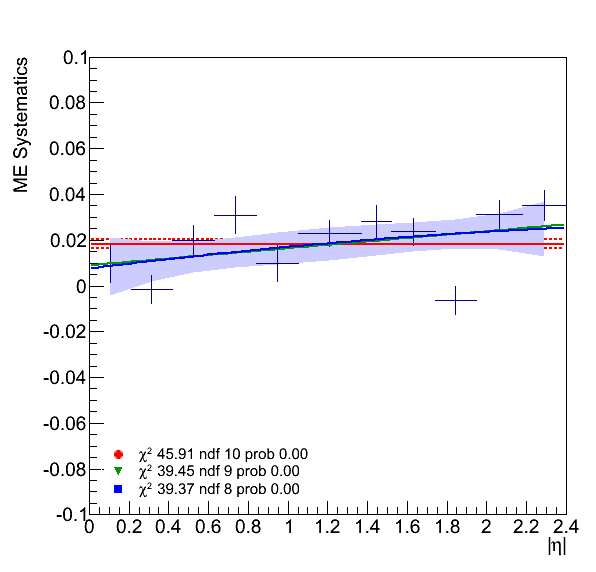 ME Systematics
0.1
0.08
0.06
0.04
0.02
0
-0.02
-0.04
-0.06
-0.08
-0.1
χ² 45.91 ndf 10 prob 0.00
χ² 39.45 ndf 9 prob 0.00
χ² 39.37 ndf 8 prob 0.00
0 0.2 0.4 0.6 0.8 1 1.2 1.4 1.6 1.8 2 2.2 2.4
|η|